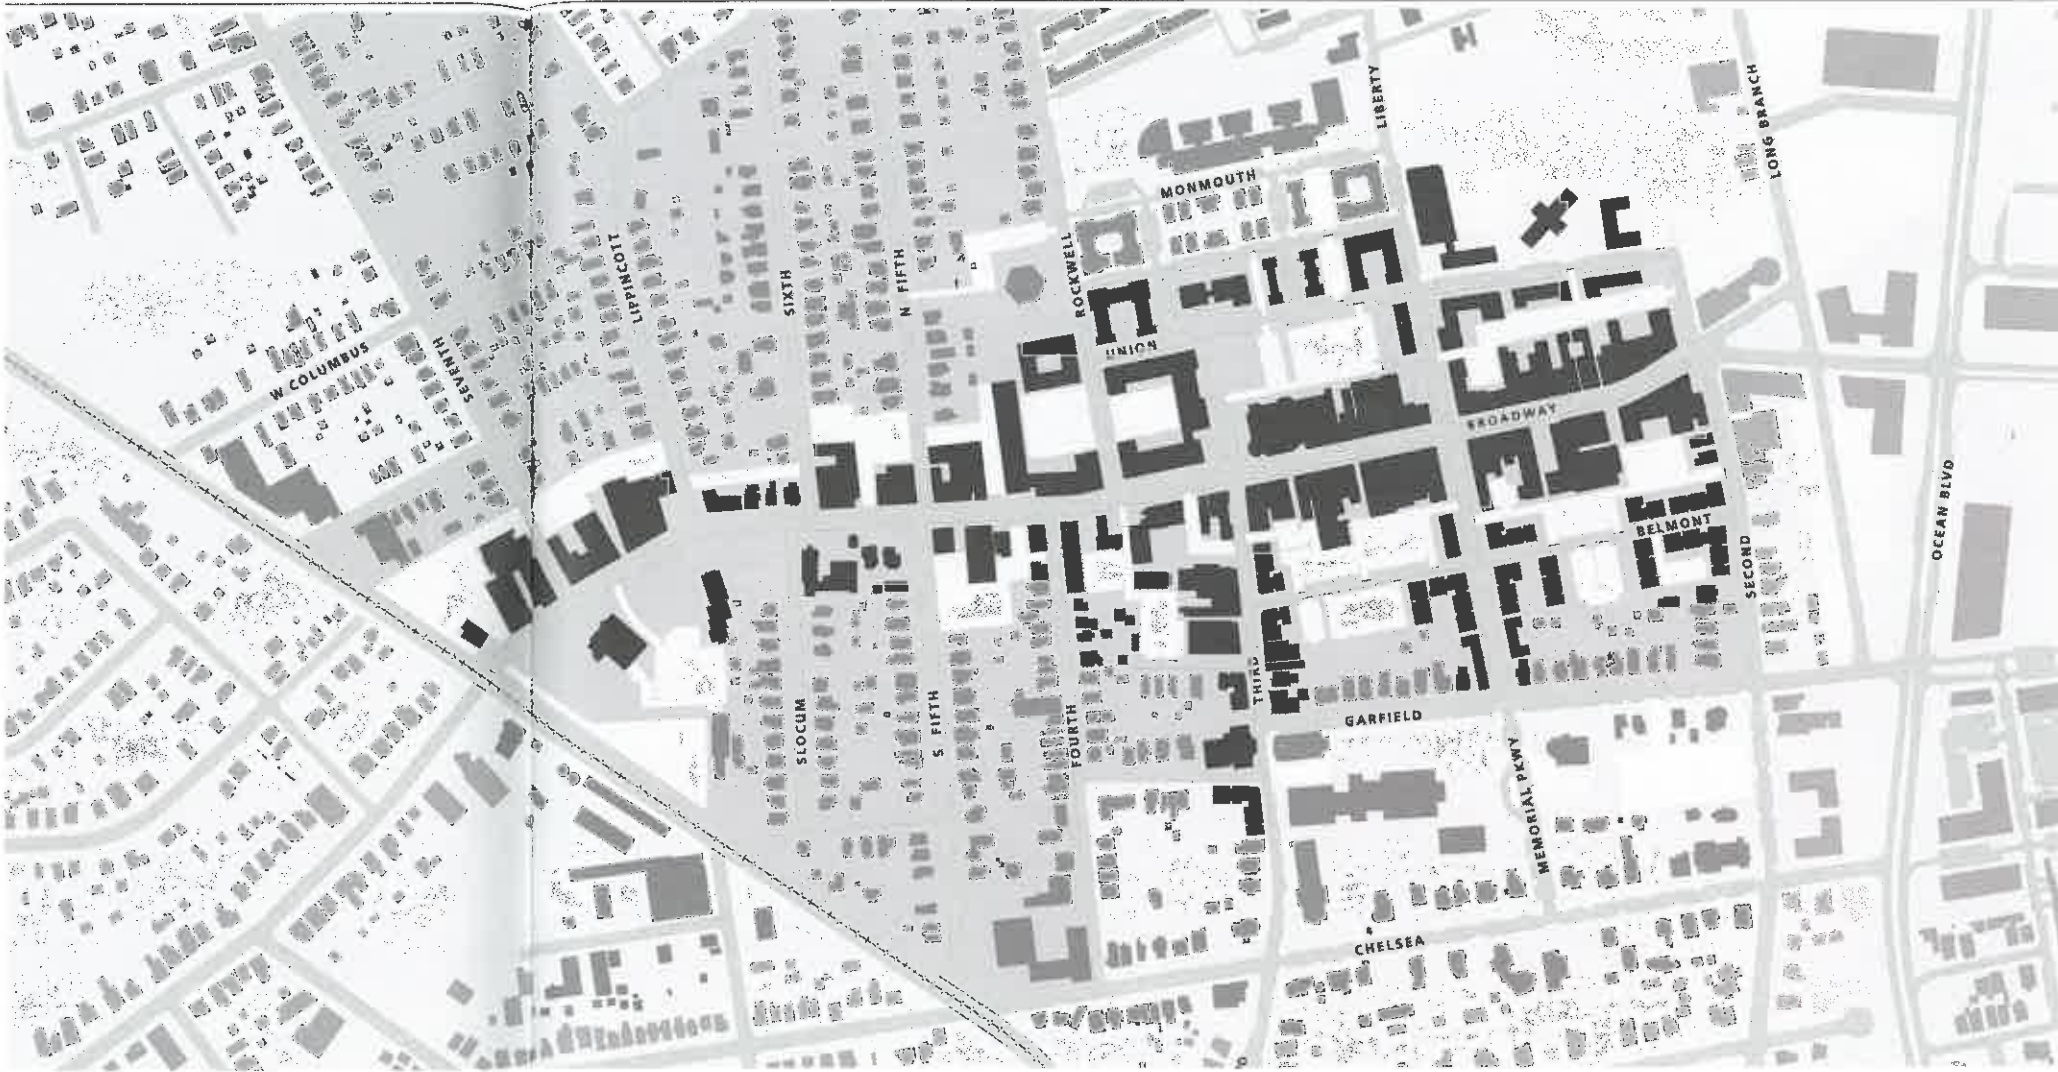 LIBERTY
LONG BRANCH
MONMOUTH
LIPPINCOTT
ROCKWELL
SIXTH
N FIFTH
UNION
W COLUMBUS
SEVENTH
BROADWAY
OCEAN BLVD
BELMONT
SECOND
THIRD
SLOCUM
S FIFTH
FOURTH
GARFIELD
MEMORIAL PKWY
CHELSEA